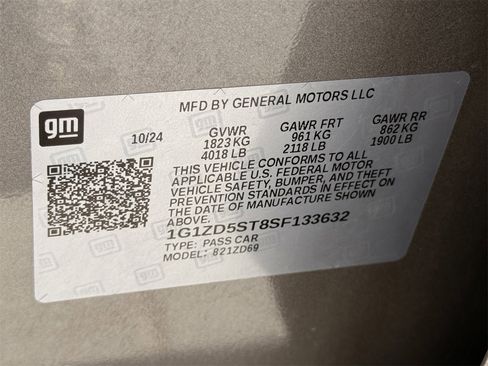 MFD BY GENERAL MOTORS LLC
gm
10/24 GVWR GAWR FRT GAWR RR
1823 KG 961 KG 862 KG
4018 LB 2118 LB 1900 LB
THIS VEHICLE CONFORMS TO ALL
APPLICABLE U.S. FEDERAL MOTOR
VEHICLE SAFETY, BUMPER, AND THEFT
PREVENTION STANDARDS IN EFFECT ON
THE DATE OF MANUFACTURE SHOWN
ABOVE.
1G1ZD5ST8SF133632
TYPE: PASS CAR
MODEL: 821ZD69